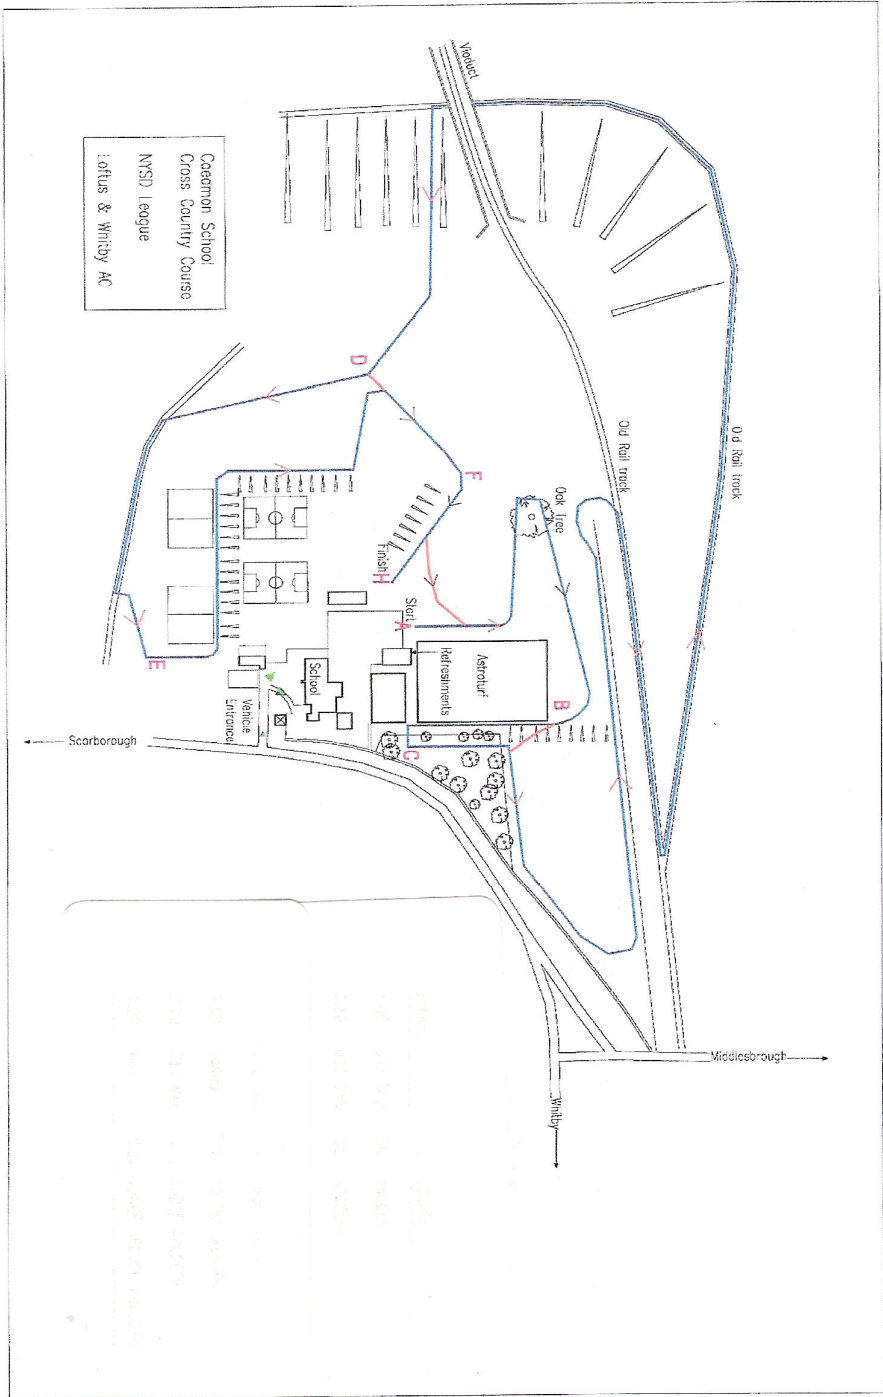 Caedmon School
Cross Country Course
NYSD League
Loftus & Whitby AC
Viaduct
Old Rail track
Old Rail track
Oak Tree
D
F
Finish
H
Start
A
Astroturf
Refreshments
School
B
C
E
Vehicle
Entrance
Scarborough
Middlesbrough
Whitby